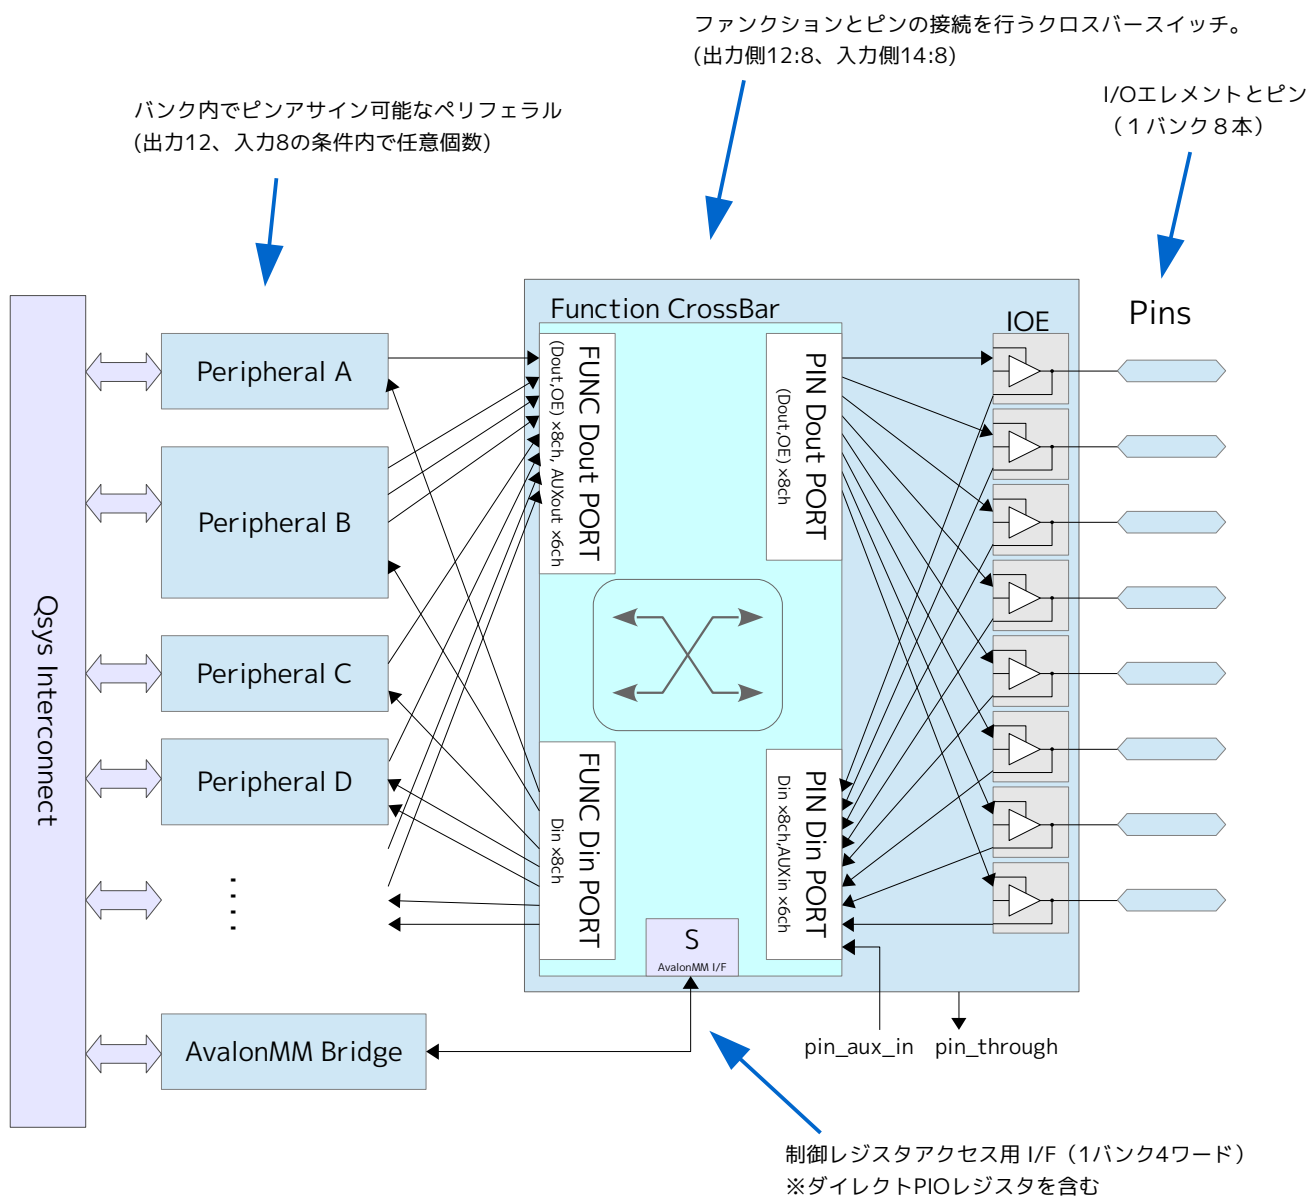 ファンクションとピンの接続を行うクロスバースイッチ。
(出力側12:8、入力側14:8)
I/Oエレメントとピン
（１バンク８本）
バンク内でピンアサイン可能なペリフェラル
(出力12、入力8の条件内で任意個数)
Function CrossBar
IOE
Pins
Qsys Interconnect
Peripheral A
Peripheral B
Peripheral C
Peripheral D
AvalonMM Bridge
FUNC Dout PORT
(Dout,OE) ×8ch, AUXout ×6ch
PIN Dout PORT
(Dout,OE) ×8ch
FUNC Din PORT
Din ×8ch
PIN Din PORT
Din ×8ch,AUXin ×6ch
S
AvalonMM I/F
pin_aux_in
pin_through
制御レジスタアクセス用 I/F（1バンク4ワード）
※ダイレクトPIOレジスタを含む